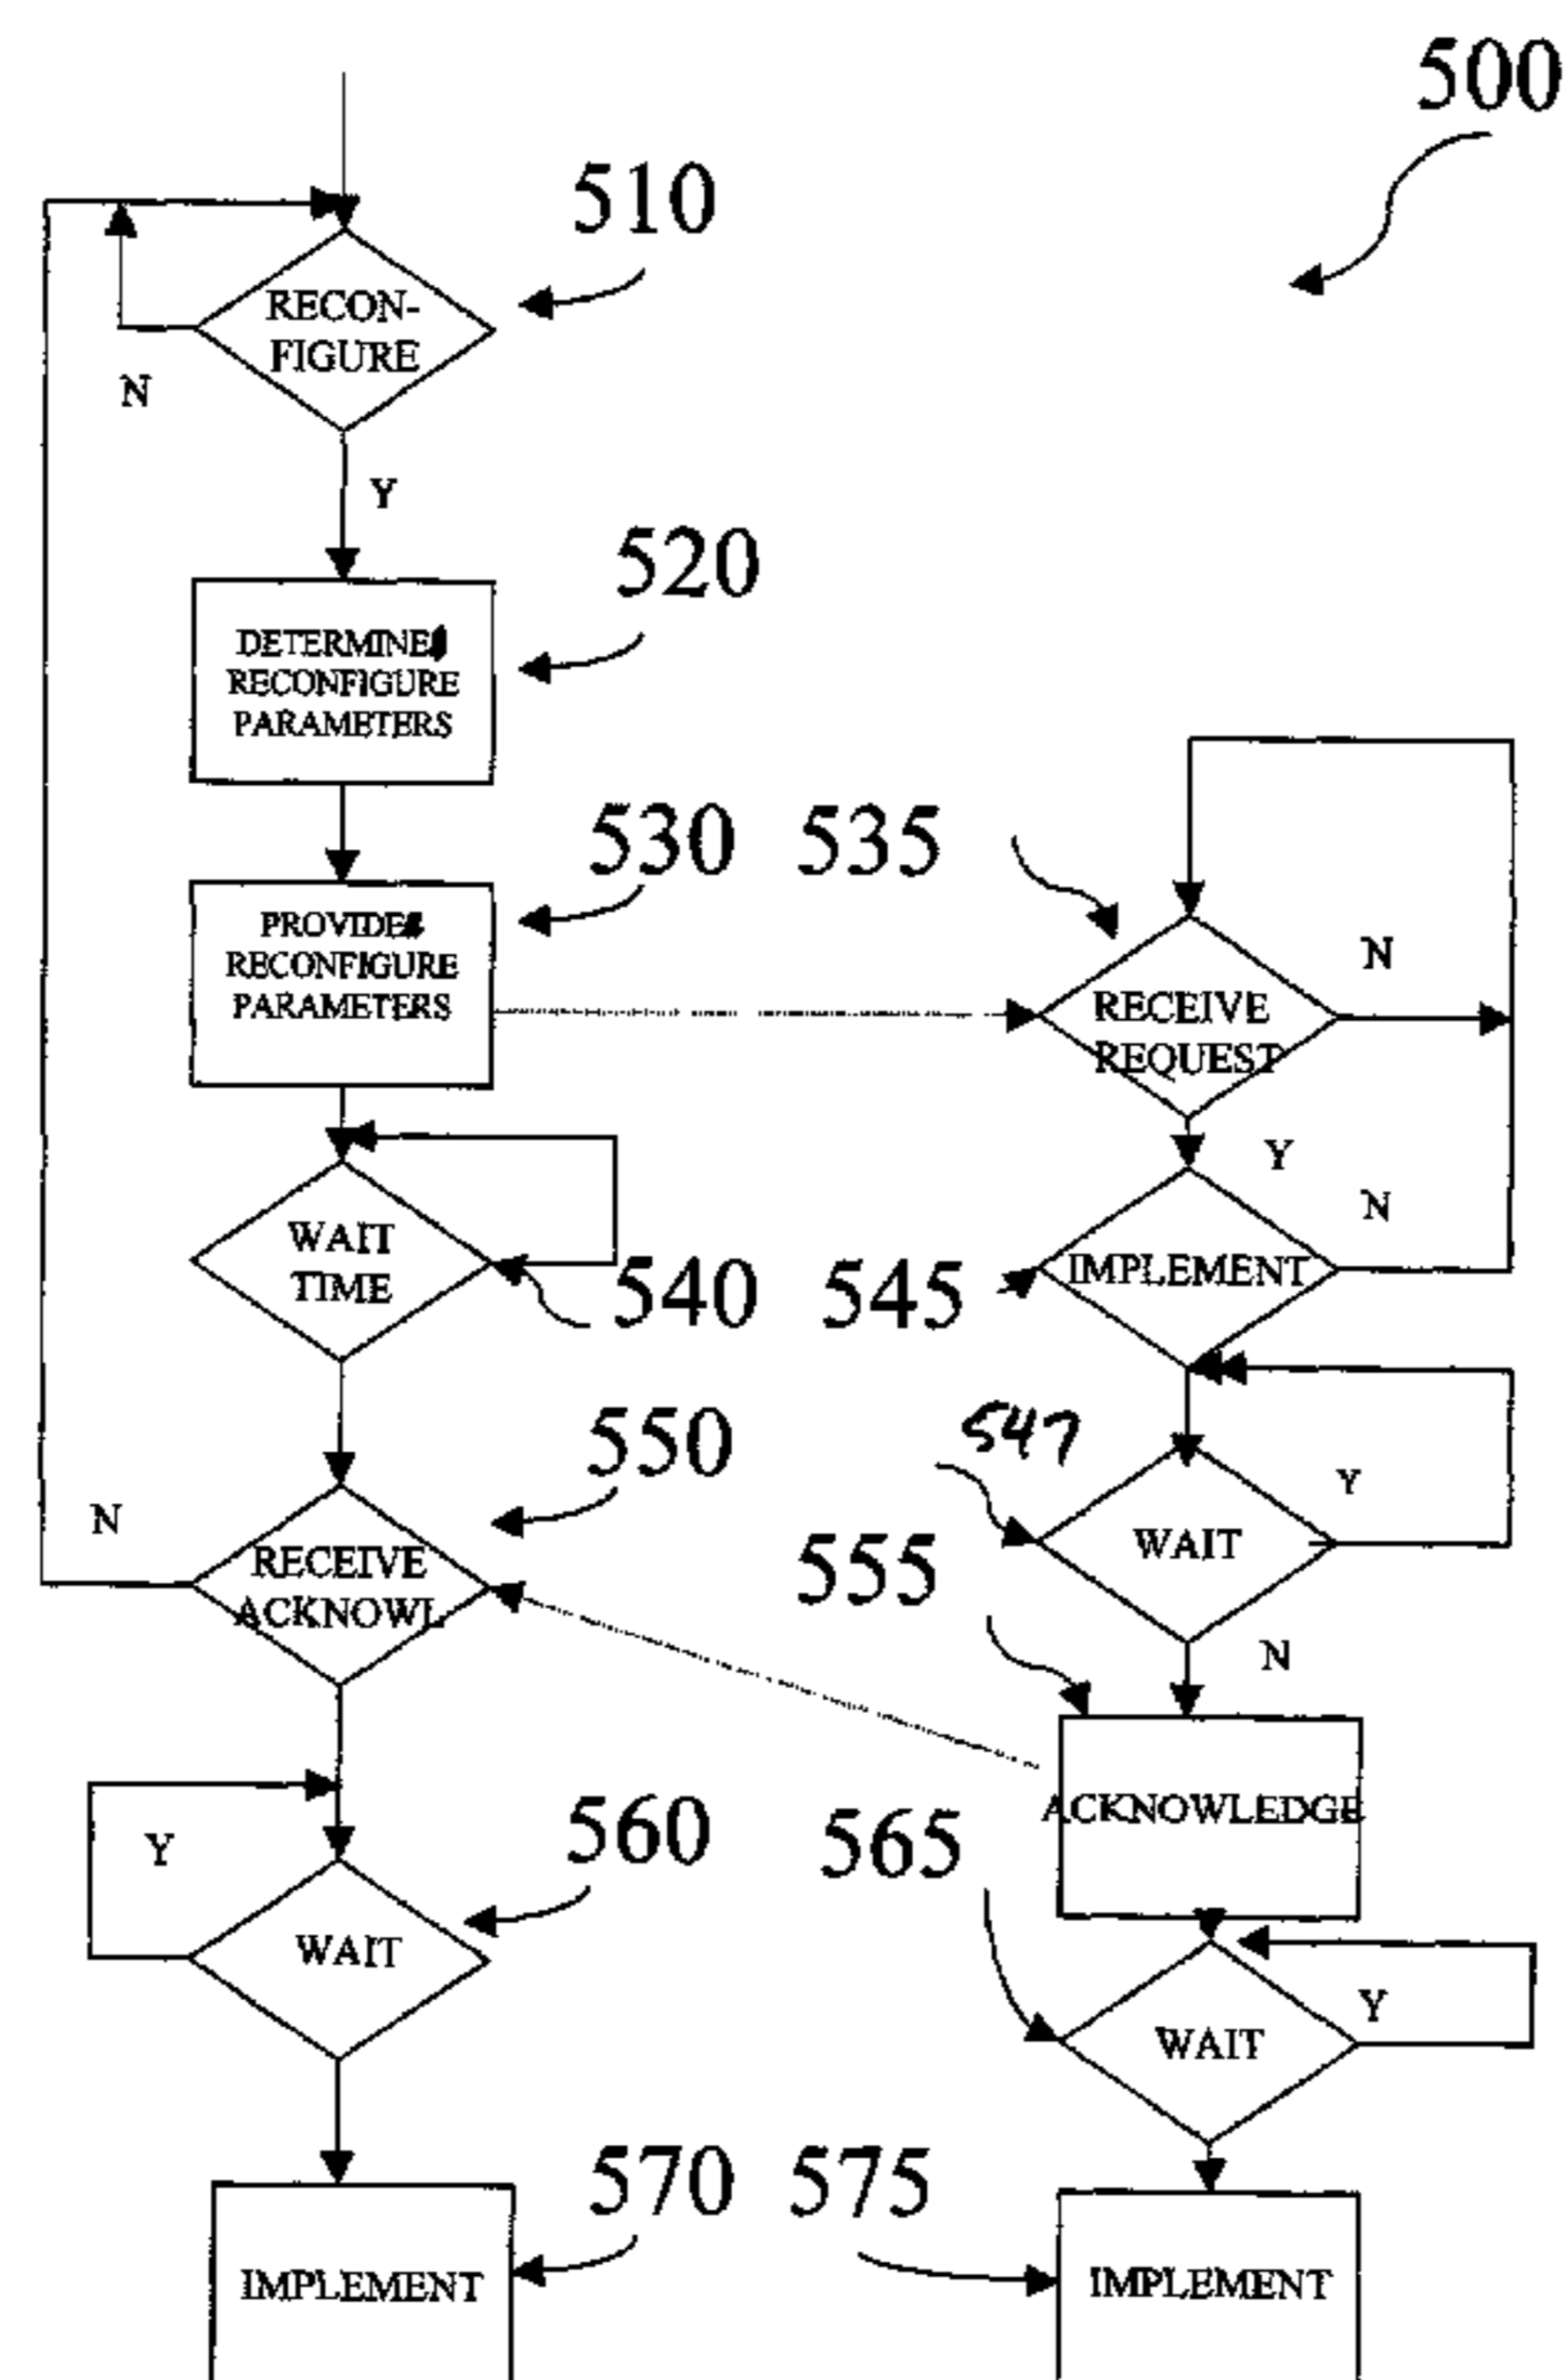 500
510
RECON-
FIGURE
N
Y
520
DETERMINE
RECONFIGURE
PARAMETERS
530
535
PROVIDE
RECONFIGURE
PARAMETERS
N
RECEIVE
REQUEST
Y
N
WAIT
TIME
IMPLEMENT
540
545
550
547
Y
N
RECEIVE
ACKNOWL
WAIT
555
N
560
565
ACKNOWLEDGE
Y
WAIT
Y
WAIT
570
575
IMPLEMENT
IMPLEMENT